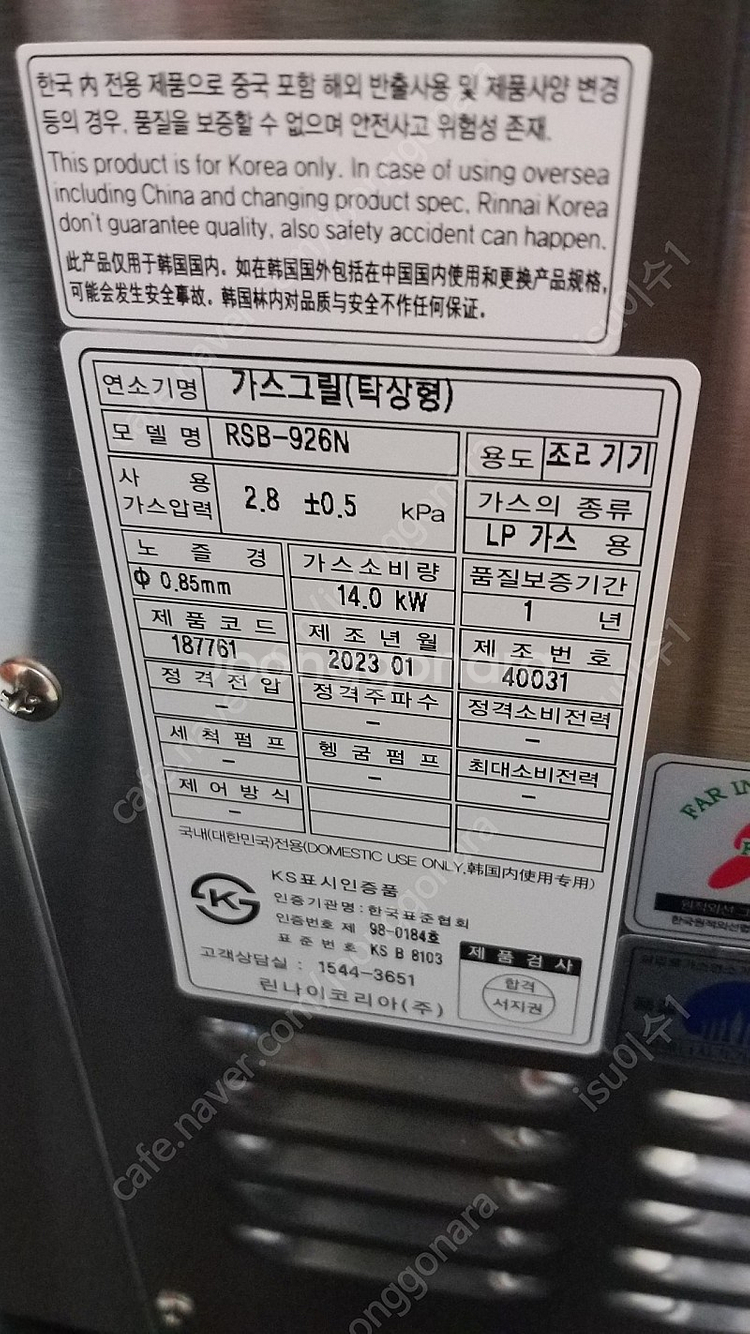 한국 內 전용 제품으로 중국 포함 해외 반출사용 및 제품사양 변경
등의 경우, 품질을 보증할 수 없으며 안전사고 위험성 존재.
This product is for Korea only. In case of using oversea
including China and changing product spec, Rinnai Korea
don't guarantee quality, also safety accident can happen.
此产品仅用于韩国国内。如在韩国国外包括在中国国内使用和更换产品规格,
可能会发生安全事故。韩国林内对品质与安全不作任何保证。
연소기명 가스그릴(탁상형)
모델명 RSB-926N 용도 조리기기
사용 가스압력 2.8 ±0.5 kPa
가스의 종류
LP 가스 용
노즐경 가스소비량 품질보증기간
Φ 0.85mm 14.0 kW 1 년
제품코드 제조년월 제조번호
187761 2023 01 40031
정격전압 정격주파수 정격소비전력
- - -
세척펌프 헹굼펌프 최대소비전력
- - -
제어방식
-
국내(대한민국)전용(DOMESTIC USE ONLY,韩国内使用专用)
KS표시인증품
인증기관명 : 한국표준협회
인증번호 제 98-0184호
표준번호 KS B 8103
고객상담실 : 1544-3651
린나이코리아(주)
제품검사
합격
서지권
FAR IN
cafe.naver.com/joonggonara
isu이수1